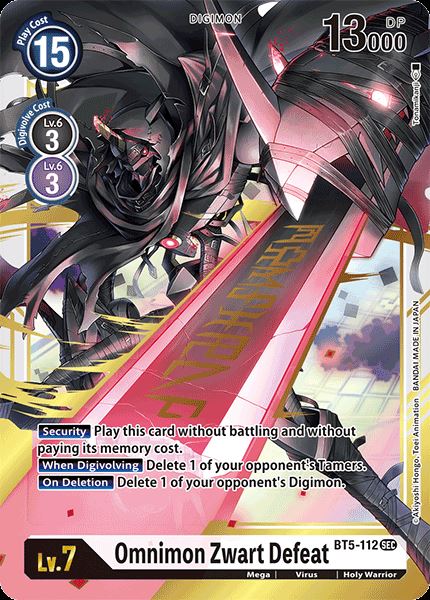 Play Cost
15
DIGIMON
13000
DP
Digivolve Cost
Lv.6
3
Lv.6
3
Tonamikanji
Security Play this card without battling and without
paying its memory cost.
When Digivolving Delete 1 of your opponent's Tamers.
On Deletion Delete 1 of your opponent's Digimon.
©Akiyoshi Hongo, Toei Animation BANDAI MADE IN JAPAN
Lv.7
Omnimon Zwart Defeat
BT5-112 SEC
Mega | Virus | Holy Warrior